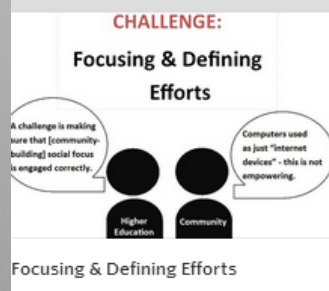 CHALLENGE:
Focusing & Defining
Efforts
A challenge is making
sure that [community-
building] social focus
is engaged correctly.
Computers used
as just "internet
devices" - this is not
empowering.
Higher
Education
Community
Focusing & Defining Efforts